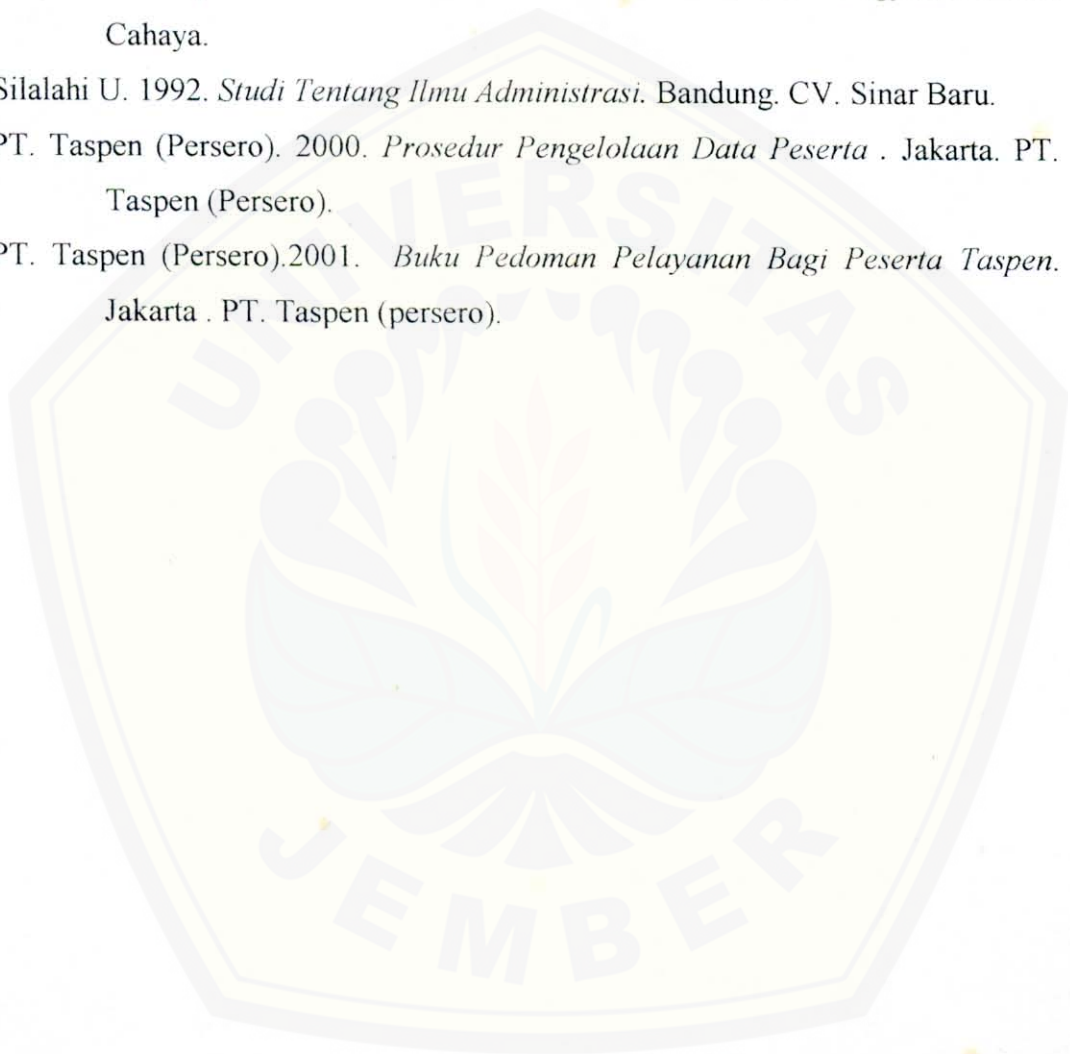 Cahaya.
Silalahi U. 1992. Studi Tentang Ilmu Administrasi. Bandung. CV. Sinar Baru.
PT. Taspen (Persero). 2000. Prosedur Pengelolaan Data Peserta . Jakarta. PT.
Taspen (Persero).
PT. Taspen (Persero).2001. Buku Pedoman Pelayanan Bagi Peserta Taspen.
Jakarta . PT. Taspen (persero).
UNIVERSITAS
JEMBER